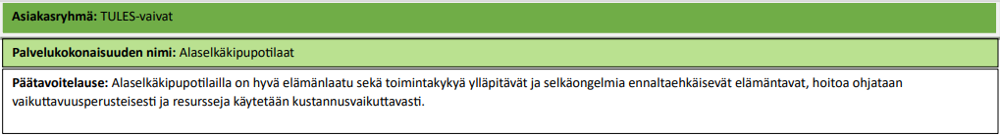 Asiakasryhmä: TULES-vaivat
Palvelukokonaisuuden nimi: Alaselkäkipupotilaat
Päätavoitelause: Alaselkäkipupotilailla on hyvä elämänlaatu sekä toimintakykyä ylläpitävät ja selkäongelmia ennaltaehkäisevät elämäntavat, hoitoa ohjataan
vaikuttavuusperusteisesti ja resursseja käytetään kustannusvaikuttavasti.